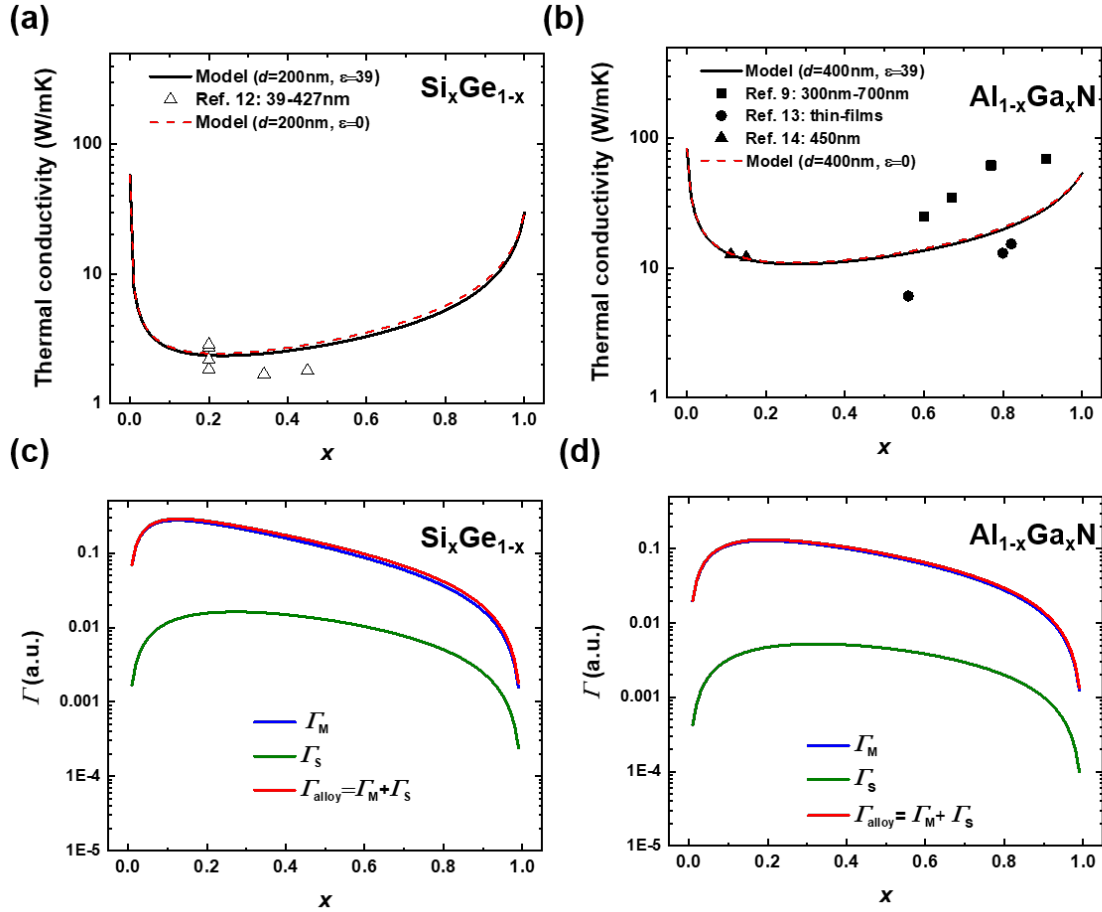 (a)
Thermal conductivity (W/mK)
100
10
1
Model (d=200nm, ε=39)
Ref. 12: 39-427nm
Model (d=200nm, ε=0)
SixGe1-x
0.0 0.2 0.4 0.6 0.8 1.0
x
(b)
Thermal conductivity (W/mK)
100
10
1
Model (d=400nm, ε=39)
Ref. 9: 300nm-700nm
Ref. 13: thin-films
Ref. 14: 450nm
Model (d=400nm, ε=0)
Al1-xGaxN
0.0 0.2 0.4 0.6 0.8 1.0
x
(c)
Γ (a.u.)
0.1
0.01
0.001
1E-4
1E-5
SixGe1-x
ΓM
ΓS
Γalloy=ΓM+ΓS
0.0 0.2 0.4 0.6 0.8 1.0
x
(d)
Γ (a.u.)
0.1
0.01
0.001
1E-4
1E-5
Al1-xGaxN
ΓM
ΓS
Γalloy= ΓM+ ΓS
0.0 0.2 0.4 0.6 0.8 1.0
x